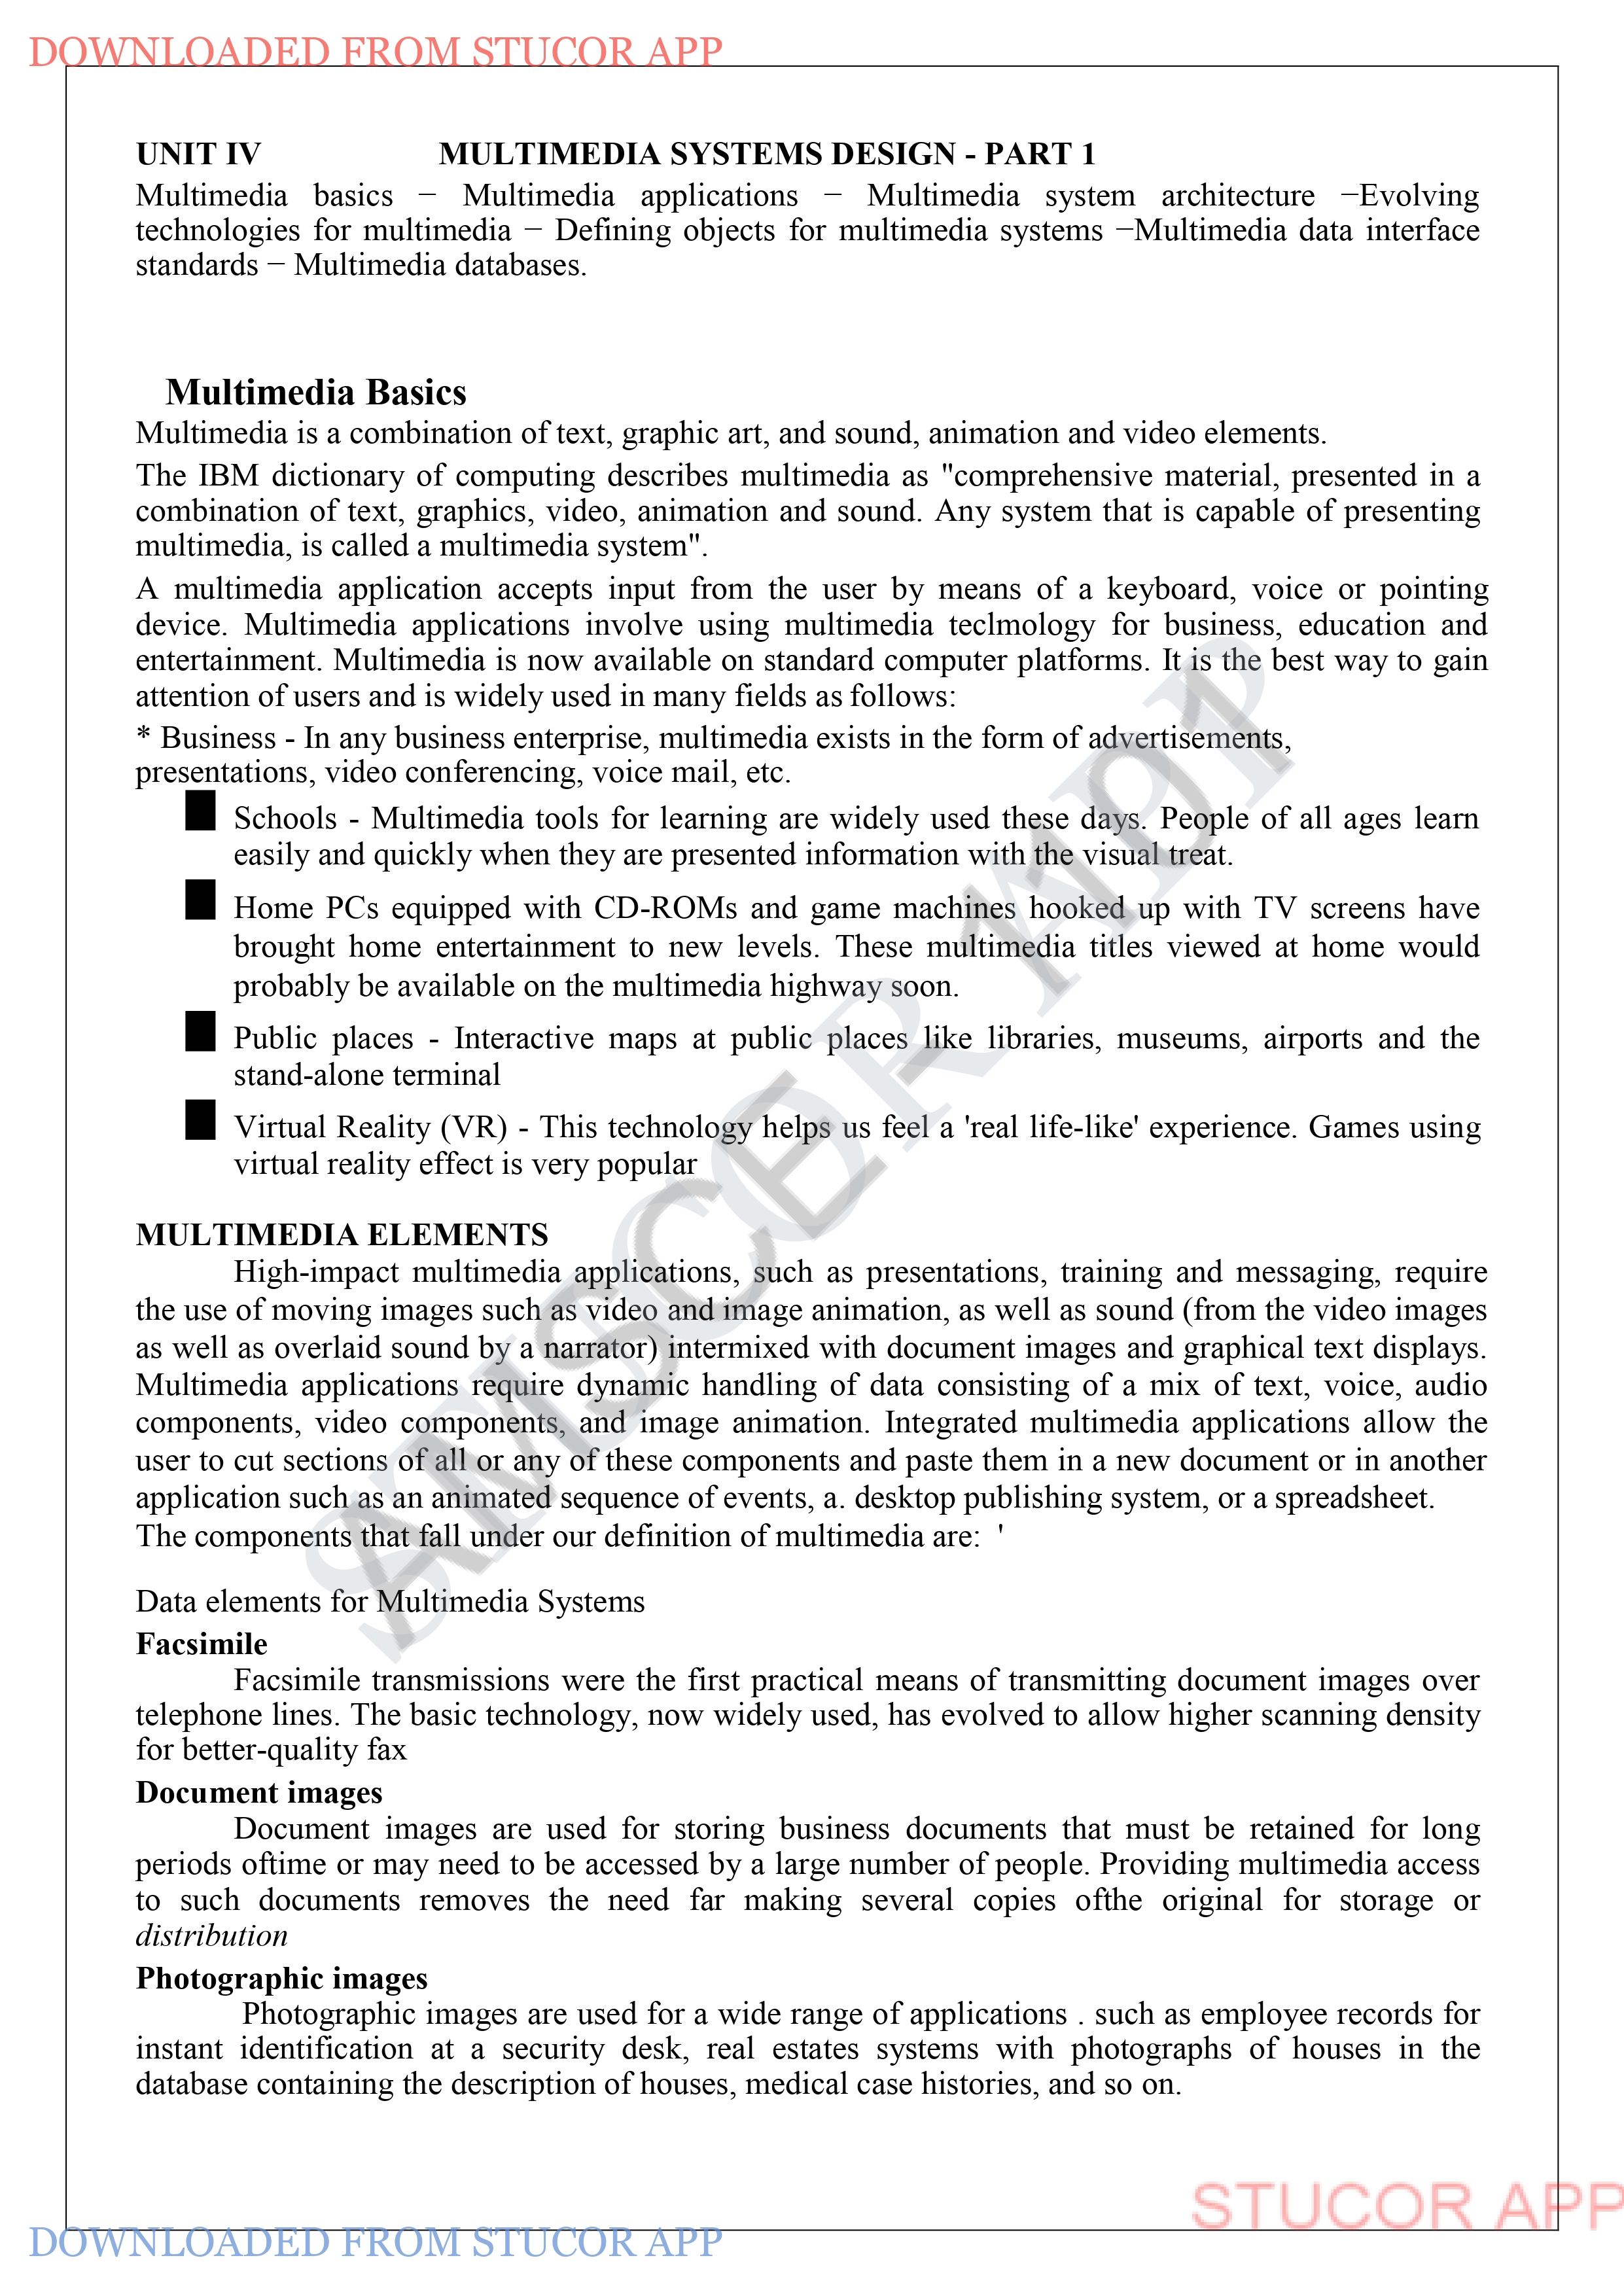 DOWNLOADED FROM STUCOR APP
UNIT IV MULTIMEDIA SYSTEMS DESIGN - PART 1
Multimedia basics − Multimedia applications − Multimedia system architecture −Evolving
technologies for multimedia − Defining objects for multimedia systems −Multimedia data interface
standards − Multimedia databases.
Multimedia Basics
Multimedia is a combination of text, graphic art, and sound, animation and video elements.
The IBM dictionary of computing describes multimedia as "comprehensive material, presented in a
combination of text, graphics, video, animation and sound. Any system that is capable of presenting
multimedia, is called a multimedia system".
A multimedia application accepts input from the user by means of a keyboard, voice or pointing
device. Multimedia applications involve using multimedia teclmology for business, education and
entertainment. Multimedia is now available on standard computer platforms. It is the best way to gain
attention of users and is widely used in many fields as follows:
* Business - In any business enterprise, multimedia exists in the form of advertisements,
presentations, video conferencing, voice mail, etc.
Schools - Multimedia tools for learning are widely used these days. People of all ages learn
easily and quickly when they are presented information with the visual treat.
Home PCs equipped with CD-ROMs and game machines hooked up with TV screens have
brought home entertainment to new levels. These multimedia titles viewed at home would
probably be available on the multimedia highway soon.
Public places - Interactive maps at public places like libraries, museums, airports and the
stand-alone terminal
Virtual Reality (VR) - This technology helps us feel a 'real life-like' experience. Games using
virtual reality effect is very popular
MULTIMEDIA ELEMENTS
High-impact multimedia applications, such as presentations, training and messaging, require
the use of moving images such as video and image animation, as well as sound (from the video images
as well as overlaid sound by a narrator) intermixed with document images and graphical text displays.
Multimedia applications require dynamic handling of data consisting of a mix of text, voice, audio
components, video components, and image animation. Integrated multimedia applications allow the
user to cut sections of all or any of these components and paste them in a new document or in another
application such as an animated sequence of events, a. desktop publishing system, or a spreadsheet.
The components that fall under our definition of multimedia are: '
Data elements for Multimedia Systems
Facsimile
Facsimile transmissions were the first practical means of transmitting document images over
telephone lines. The basic technology, now widely used, has evolved to allow higher scanning density
for better-quality fax
Document images
Document images are used for storing business documents that must be retained for long
periods oftime or may need to be accessed by a large number of people. Providing multimedia access
to such documents removes the need far making several copies ofthe original for storage or
distribution
Photographic images
Photographic images are used for a wide range of applications . such as employee records for
instant identification at a security desk, real estates systems with photographs of houses in the
database containing the description of houses, medical case histories, and so on.
STUCOR APP
AMSCE 1101
STUCOR APP
DOWNLOADED FROM STUCOR APP